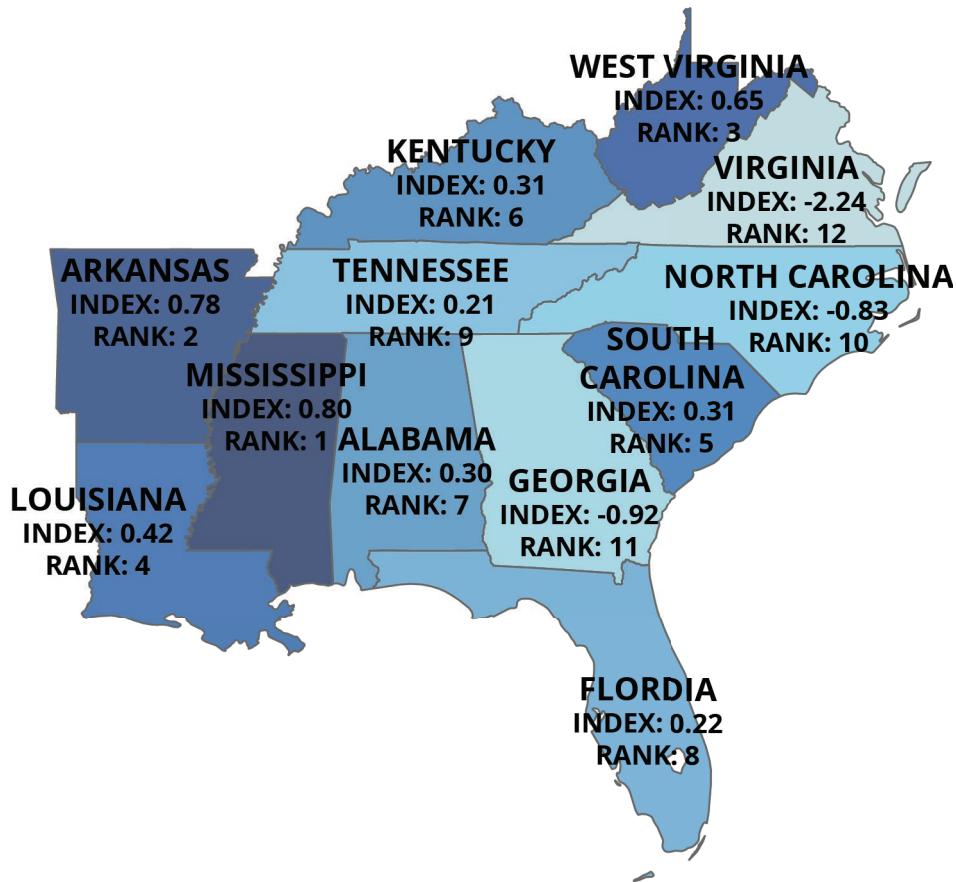 WEST VIRGINIA
INDEX: 0.65
RANK: 3
KENTUCKY
INDEX: 0.31
RANK: 6
VIRGINIA
INDEX: -2.24
RANK: 12
ARKANSAS
INDEX: 0.78
RANK: 2
TENNESSEE
INDEX: 0.21
RANK: 9
NORTH CAROLINA
INDEX: -0.83
RANK: 10
MISSISSIPPI
INDEX: 0.80
RANK: 1
SOUTH
CAROLINA
INDEX: 0.31
RANK: 5
ALABAMA
INDEX: 0.30
RANK: 7
GEORGIA
INDEX: -0.92
RANK: 11
LOUISIANA
INDEX: 0.42
RANK: 4
FLORDIA
INDEX: 0.22
RANK: 8